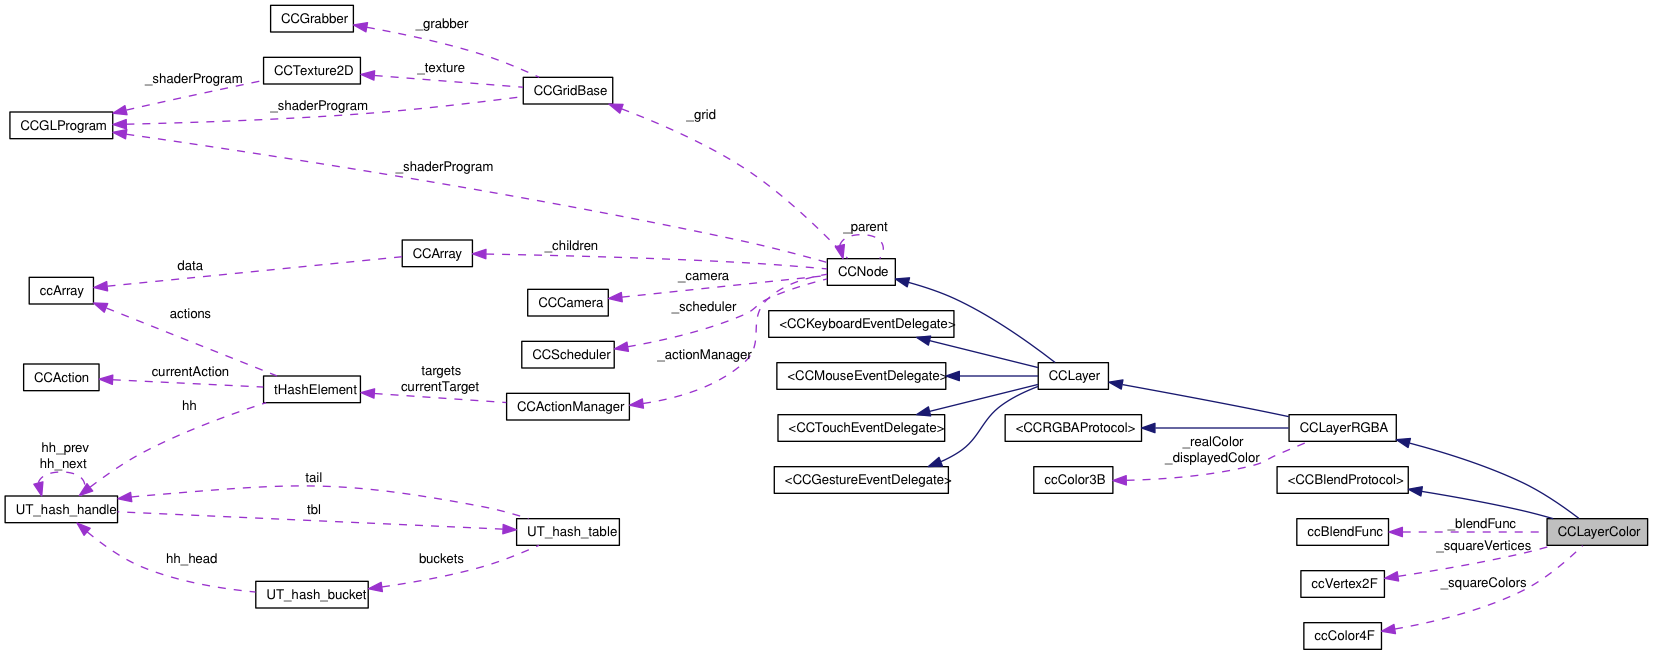 CCGrabber
_grabber
CCTexture2D
_texture
_shaderProgram
CCGridBase
_shaderProgram
CCGLProgram
_grid
_shaderProgram
_parent
_children
CCArray
data
CCNode
_camera
ccArray
CCCamera
_scheduler
actions
<CCKeyboardEventDelegate>
CCScheduler
_actionManager
currentAction
targets
currentTarget
CCAction
tHashElement
<CCMouseEventDelegate>
CCLayer
hh
CCActionManager
<CCTouchEventDelegate>
<CCRGBAProtocol>
CCLayerRGBA
hh_prev
hh_next
_realColor
_displayedColor
tail
<CCGestureEventDelegate>
ccColor3B
<CCBlendProtocol>
UT_hash_handle
tbl
UT_hash_table
ccBlendFunc
_blendFunc
CCLayerColor
_squareVertices
hh_head
buckets
ccVertex2F
_squareColors
UT_hash_bucket
ccColor4F